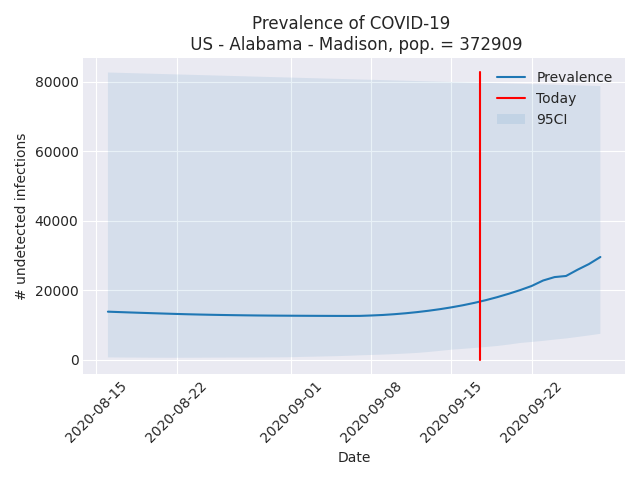 Prevalence of COVID-19
US - Alabama - Madison, pop. = 372909
Prevalence
Today
95CI
80000
60000
40000
20000
0
# undetected infections
2020-08-15
2020-08-22
2020-09-01
2020-09-08
2020-09-15
2020-09-22
Date